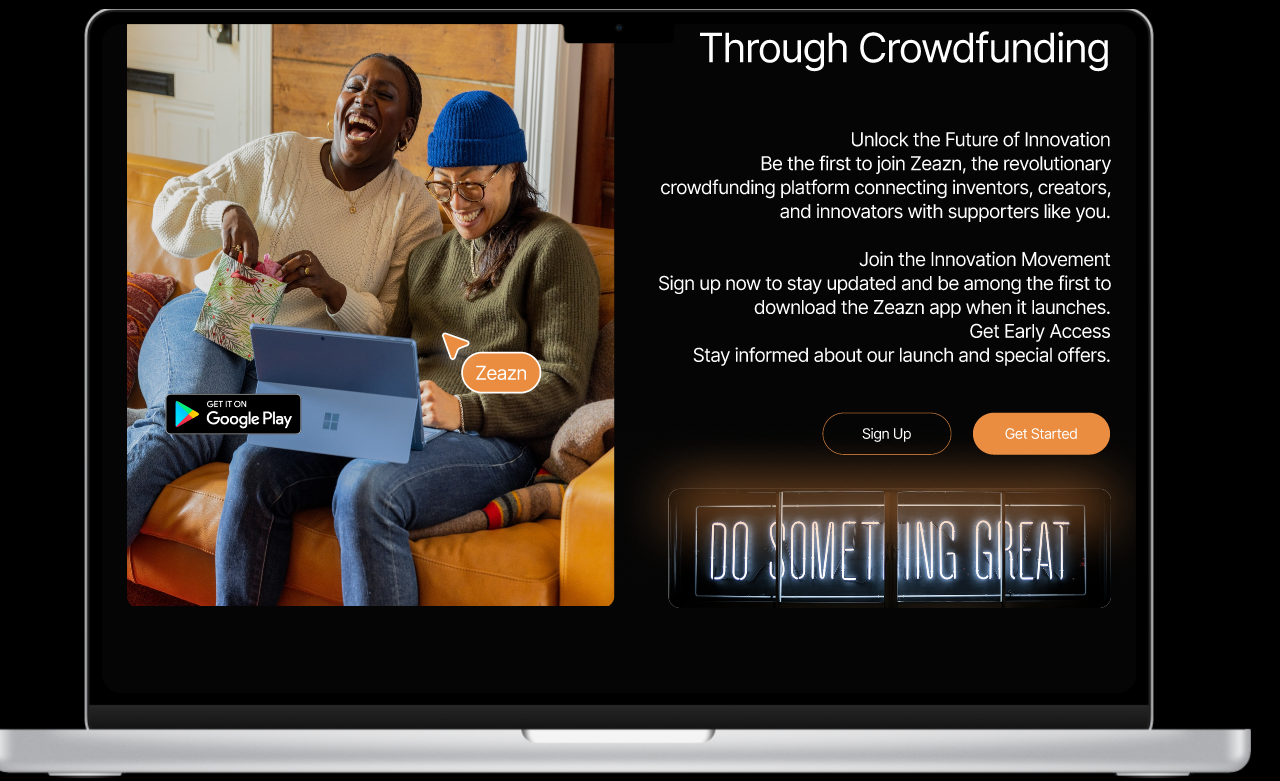 Through Crowdfunding
Unlock the Future of Innovation
Be the first to join Zeazn, the revolutionary
crowdfunding platform connecting inventors, creators,
and innovators with supporters like you.
Join the Innovation Movement
Sign up now to stay updated and be among the first to
download the Zeazn app when it launches.
Get Early Access
Stay informed about our launch and special offers.
Zeazn
GET IT ON
Google Play
Sign Up
Get Started
DO SOMETHING GREAT